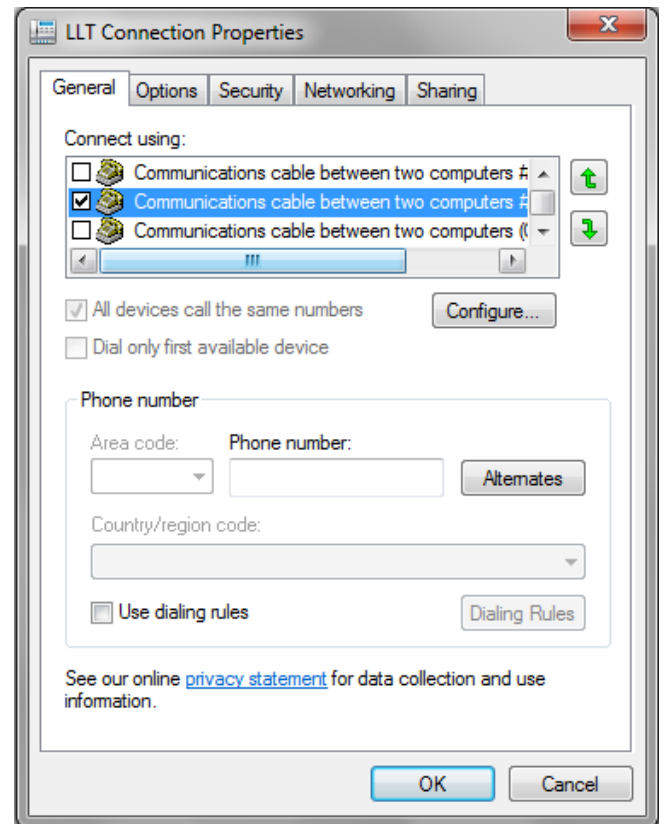 LLT Connection Properties
General Options Security Networking Sharing
Connect using:
Communications cable between two computers #
Communications cable between two computers #
Communications cable between two computers (
All devices call the same numbers
Configure...
Dial only first available device
Phone number
Area code: Phone number:
Alternates
Country/region code:
Use dialing rules
Dialing Rules
See our online privacy statement for data collection and use
information.
OK Cancel